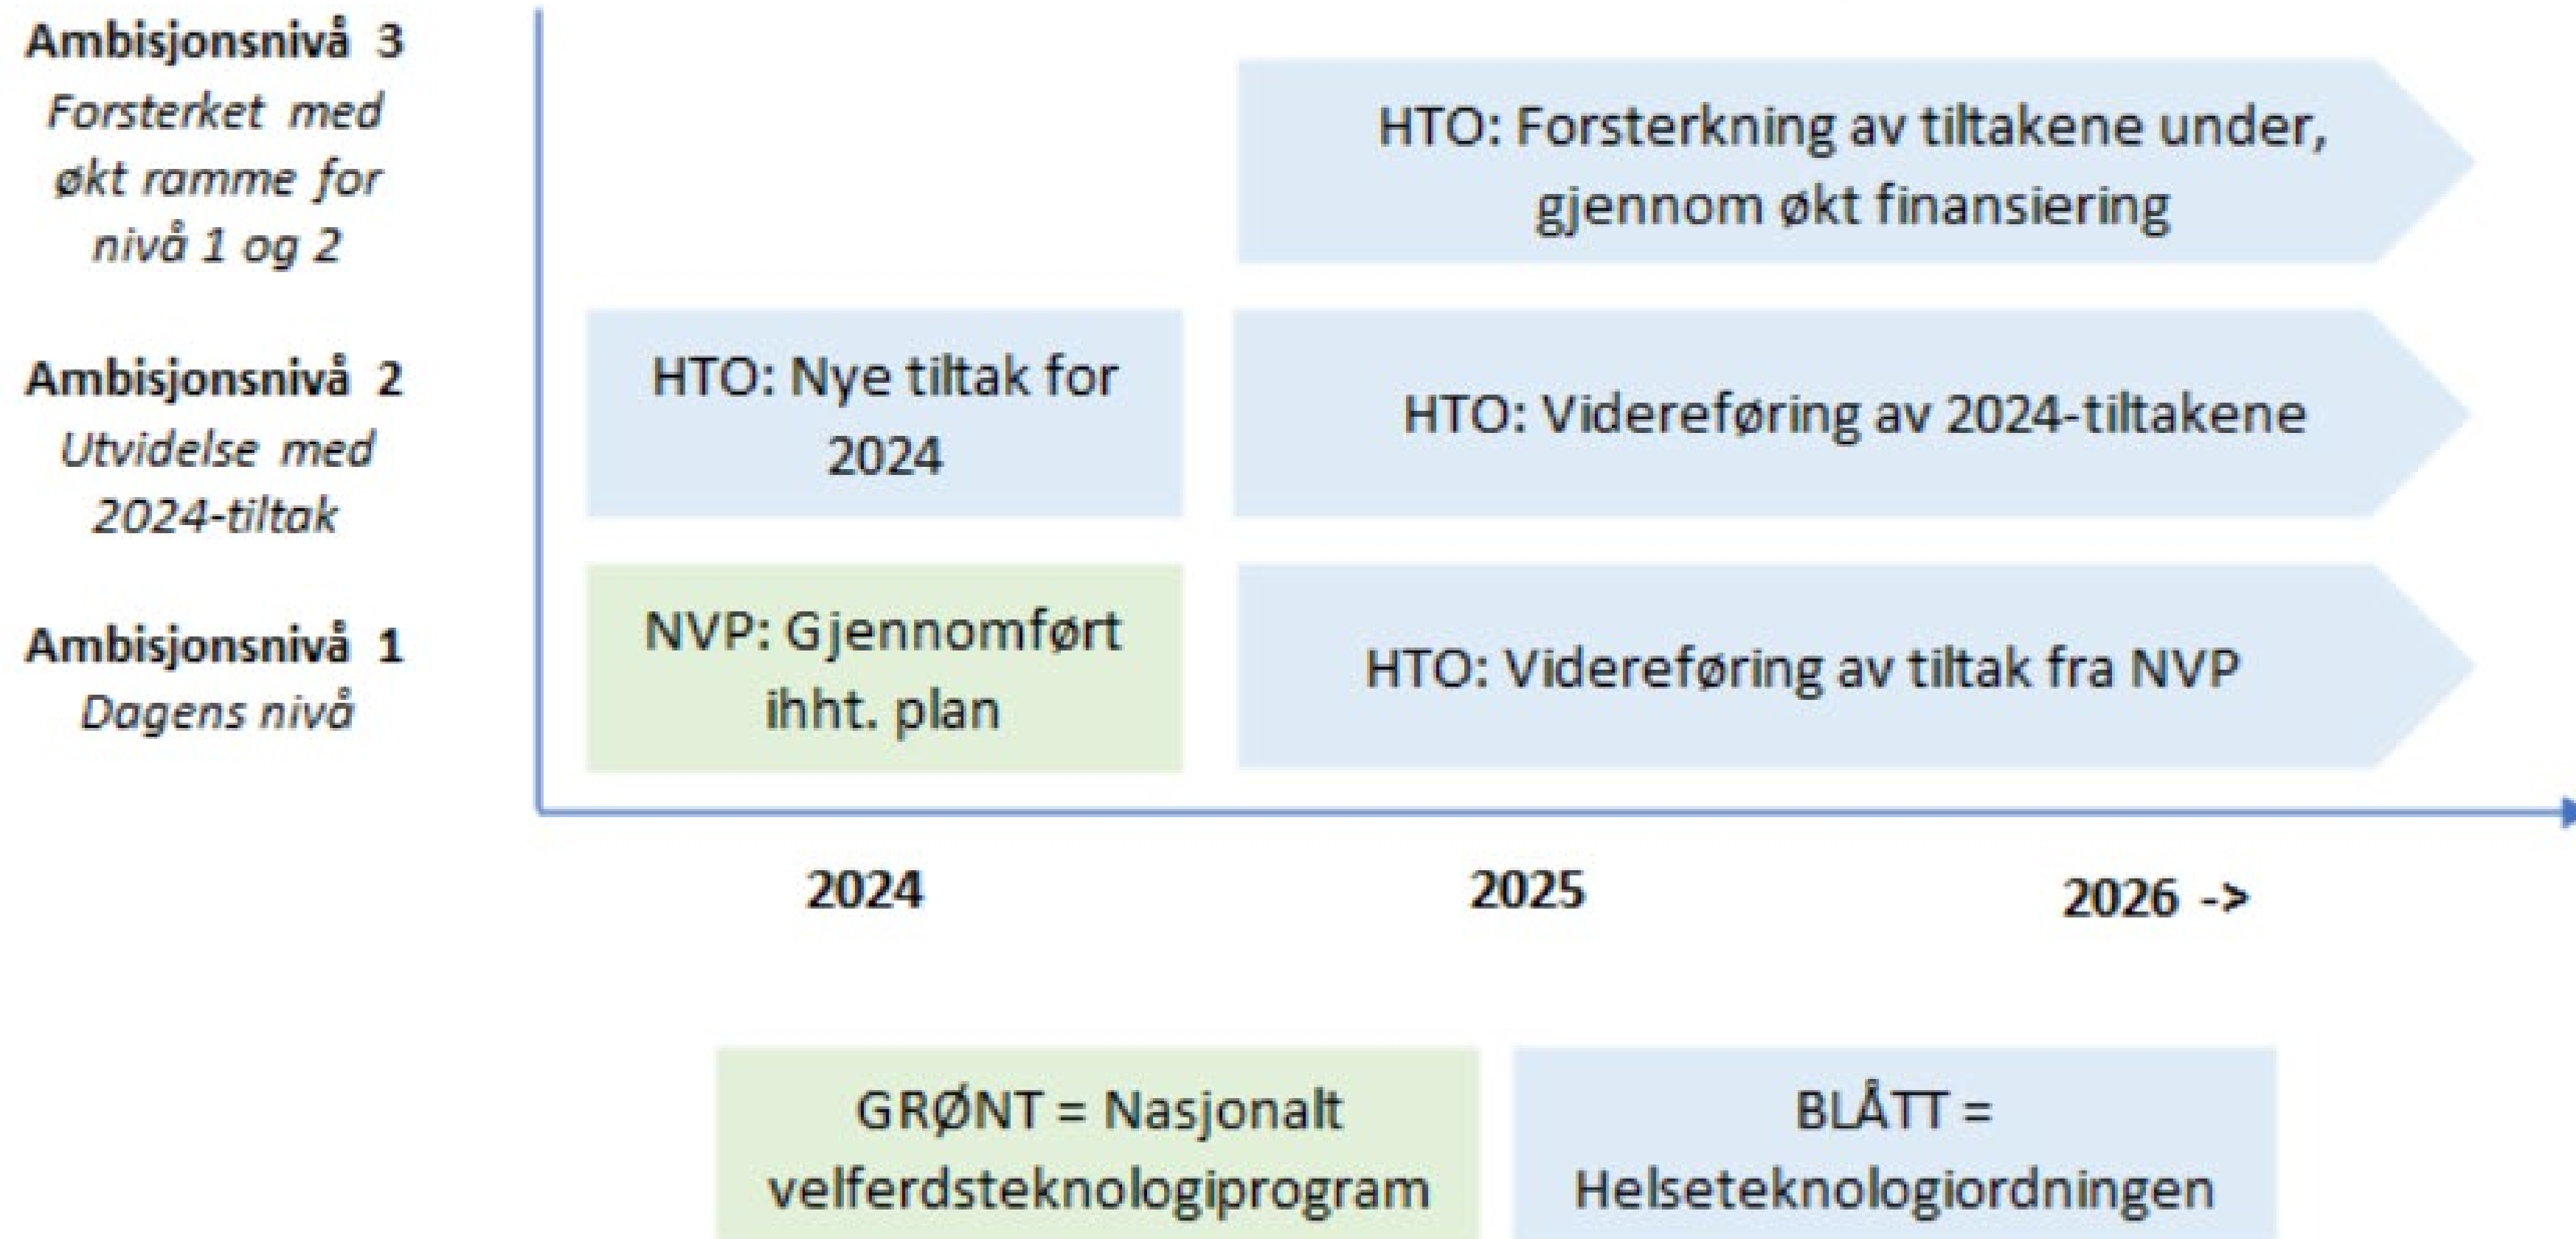 Ambisjonsnivå 3
Forsterket med
økt ramme for
nivå 1 og 2
HTO: Forsterkning av tiltakene under,
gjennom økt finansiering
Ambisjonsnivå 2
Utvidelse med
2024-tiltak
HTO: Nye tiltak for
2024
HTO: Videreføring av 2024-tiltakene
Ambisjonsnivå 1
Dagens nivå
NVP: Gjennomført
ihht. plan
HTO: Videreføring av tiltak fra NVP
2024
2025
2026 ->
GRØNT = Nasjonalt
velferdsteknologiprogram
BLÅTT =
Helseteknologiordningen